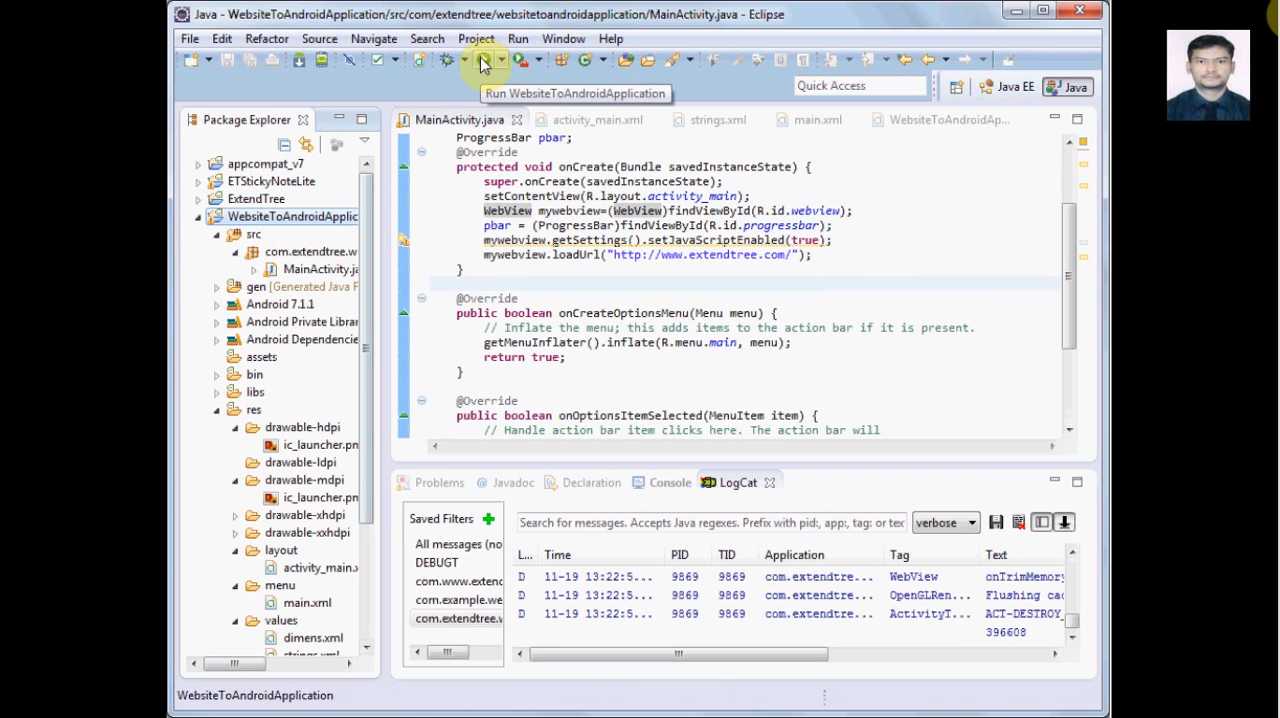 Java - WebsiteToAndroidApplication/src/com/extendtree/websitetoandroidapplication/MainActivity.java - Eclipse
File Edit Refactor Source Navigate Search Project Run Window Help
Run WebsiteToAndroidApplication
Quick Access
Java EE
Java
Package Explorer
appcompat_v7
ETStickyNoteLite
ExtendTree
WebsiteToAndroidApplic
src
com.extendtree.w
MainActivity.ja
gen [Generated Java F
Android 7.1.1
Android Private Librar
Android Dependencie
assets
bin
libs
res
drawable-hdpi
ic_launcher.pn
drawable-ldpi
drawable-mdpi
ic_launcher.pn
drawable-xhdpi
drawable-xxhdpi
layout
activity_main.x
menu
main.xml
values
dimens.xml
strings.xml
MainActivity.java activity_main.xml strings.xml main.xml WebsiteToAndroidAp...
ProgressBar pbar;
@Override
protected void onCreate(Bundle savedInstanceState) {
super.onCreate(savedInstanceState);
setContentView(R.layout.activity_main);
WebView mywebview=(WebView)findViewById(R.id.webview);
pbar = (ProgressBar)findViewById(R.id.progressbar);
mywebview.getSettings().setJavaScriptEnabled(true);
mywebview.loadUrl("http://www.extendtree.com/");
}
@Override
public boolean onCreateOptionsMenu(Menu menu) {
// Inflate the menu; this adds items to the action bar if it is present.
getMenuInflater().inflate(R.menu.main, menu);
return true;
}
@Override
public boolean onOptionsItemSelected(MenuItem item) {
// Handle action bar item clicks here. The action bar will
Problems @ Javadoc Declaration Console LogCat
Saved Filters
All messages (no
DEBUGT
com.www.extenc
com.example.we
com.extendtree.w
Search for messages. Accepts Java regexes. Prefix with pid:, app:, tag: or tex
verbose
L... Time PID TID Application Tag Text
D 11-19 13:22:5... 9869 9869 com.extendtre... WebView onTrimMemory
D 11-19 13:22:5... 9869 9869 com.extendtre... OpenGLRen... Flushing cac
D 11-19 13:22:5... 9869 9869 com.extendtre... ActivityT... ACT-DESTROY_
396608
WebsiteToAndroidApplication